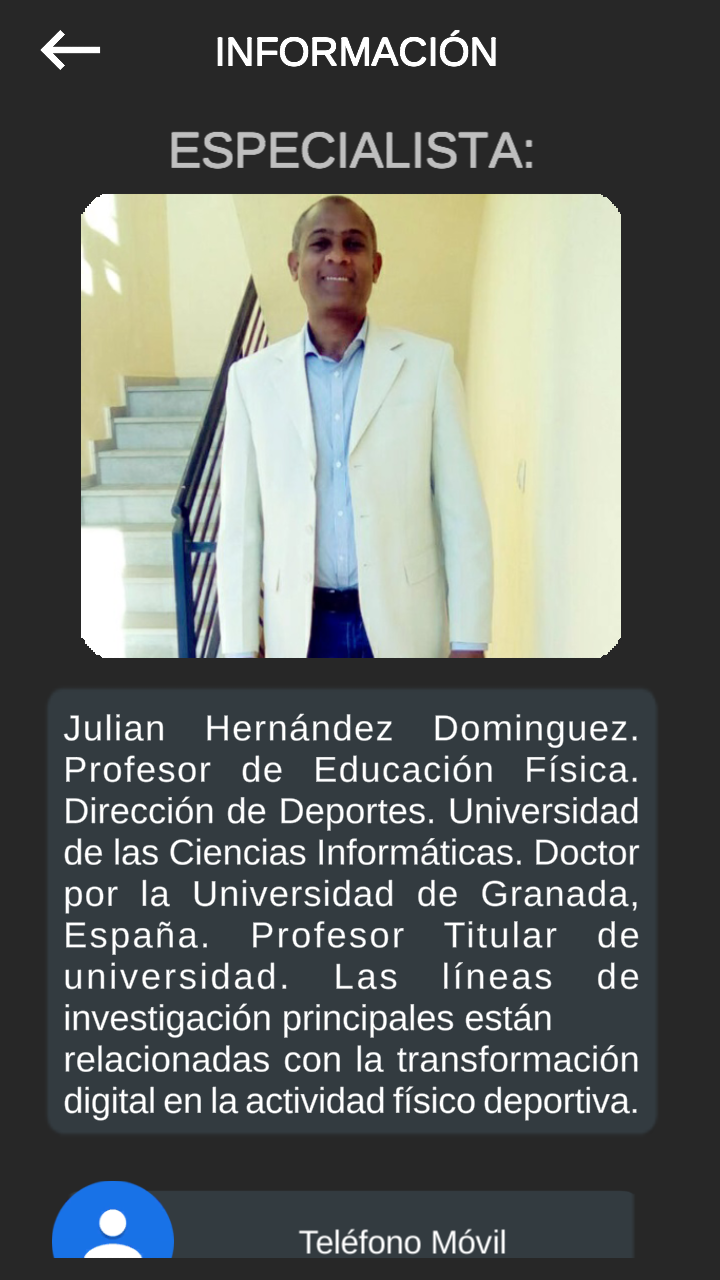 INFORMACIÓN
ESPECIALISTA:
Julian Hernández Dominguez.
Profesor de Educación Física.
Dirección de Deportes. Universidad
de las Ciencias Informáticas. Doctor
por la Universidad de Granada,
España. Profesor Titular de
universidad. Las líneas de
investigación principales están
relacionadas con la transformación
digital en la actividad físico deportiva.
Teléfono Móvil